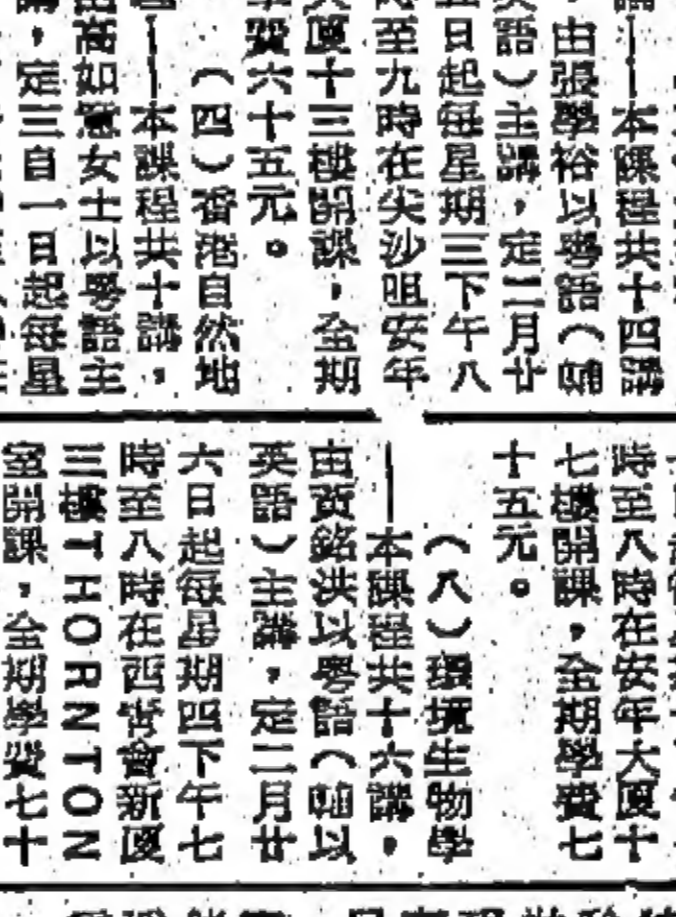 論——本課程共十四講
，由張學裕以粵語（輔
英語）主講，定二月廿
五日起每星期三下午八
時至九時在尖沙咀安年
大厦十三樓開課，全期
學費六十五元。
（四）香港自然地
——本課程共十講，
由高如 女士以粵語主
講，定三自一日起每星
時至八時在安年大厦十
七樓開課，全期學費七
十五元。
（八）環境生物學
——本課程共十六講，
由 銘洪以粵語（輔以
英語）主講，定二月廿
六日起每星期四下午七
時至八時在西青會新厦
三樓THORNTON
室開課，全期學費七十